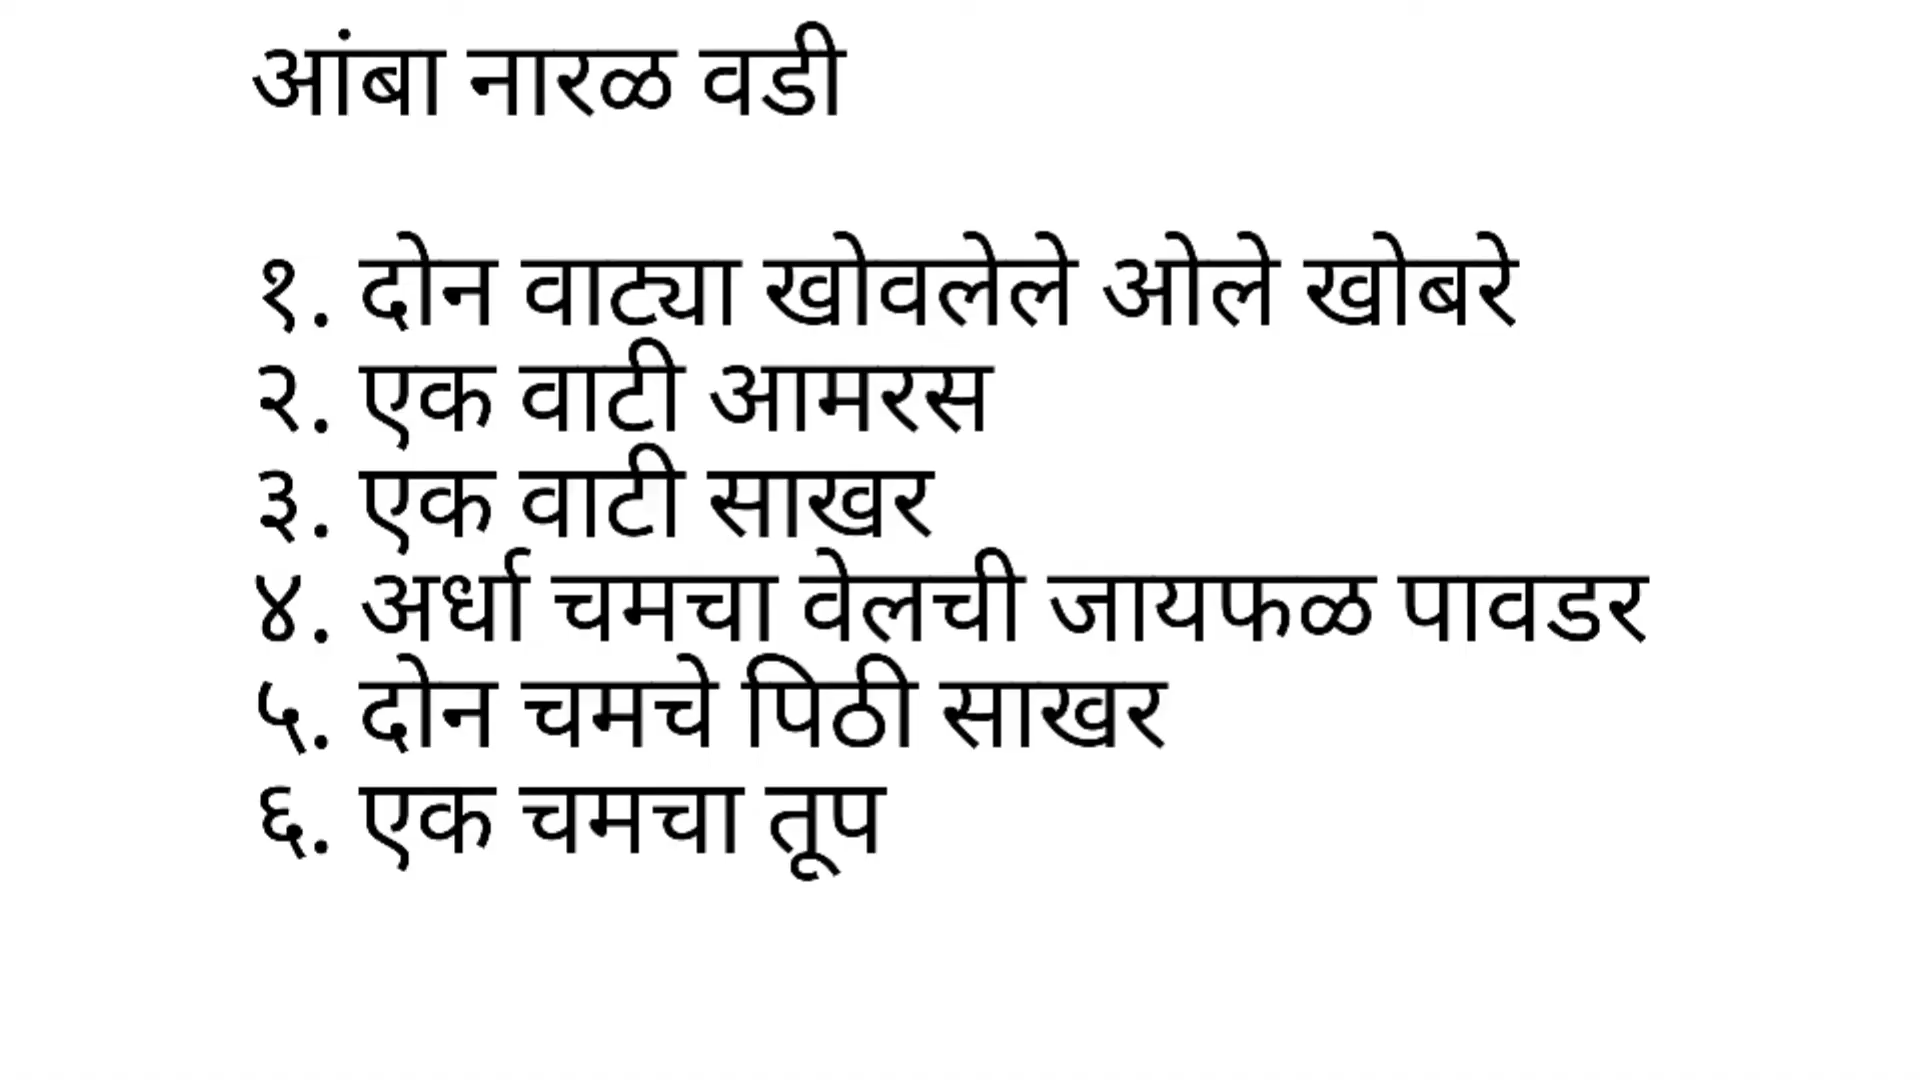 आंबा नारळ वडी
१. दोन वाट्या खोवलेले ओले खोबरे
२. एक वाटी आमरस
३. एक वाटी साखर
४. अर्धा चमचा वेलची जायफळ पावडर
५. दोन चमचे पिठी साखर
६. एक चमचा तूप